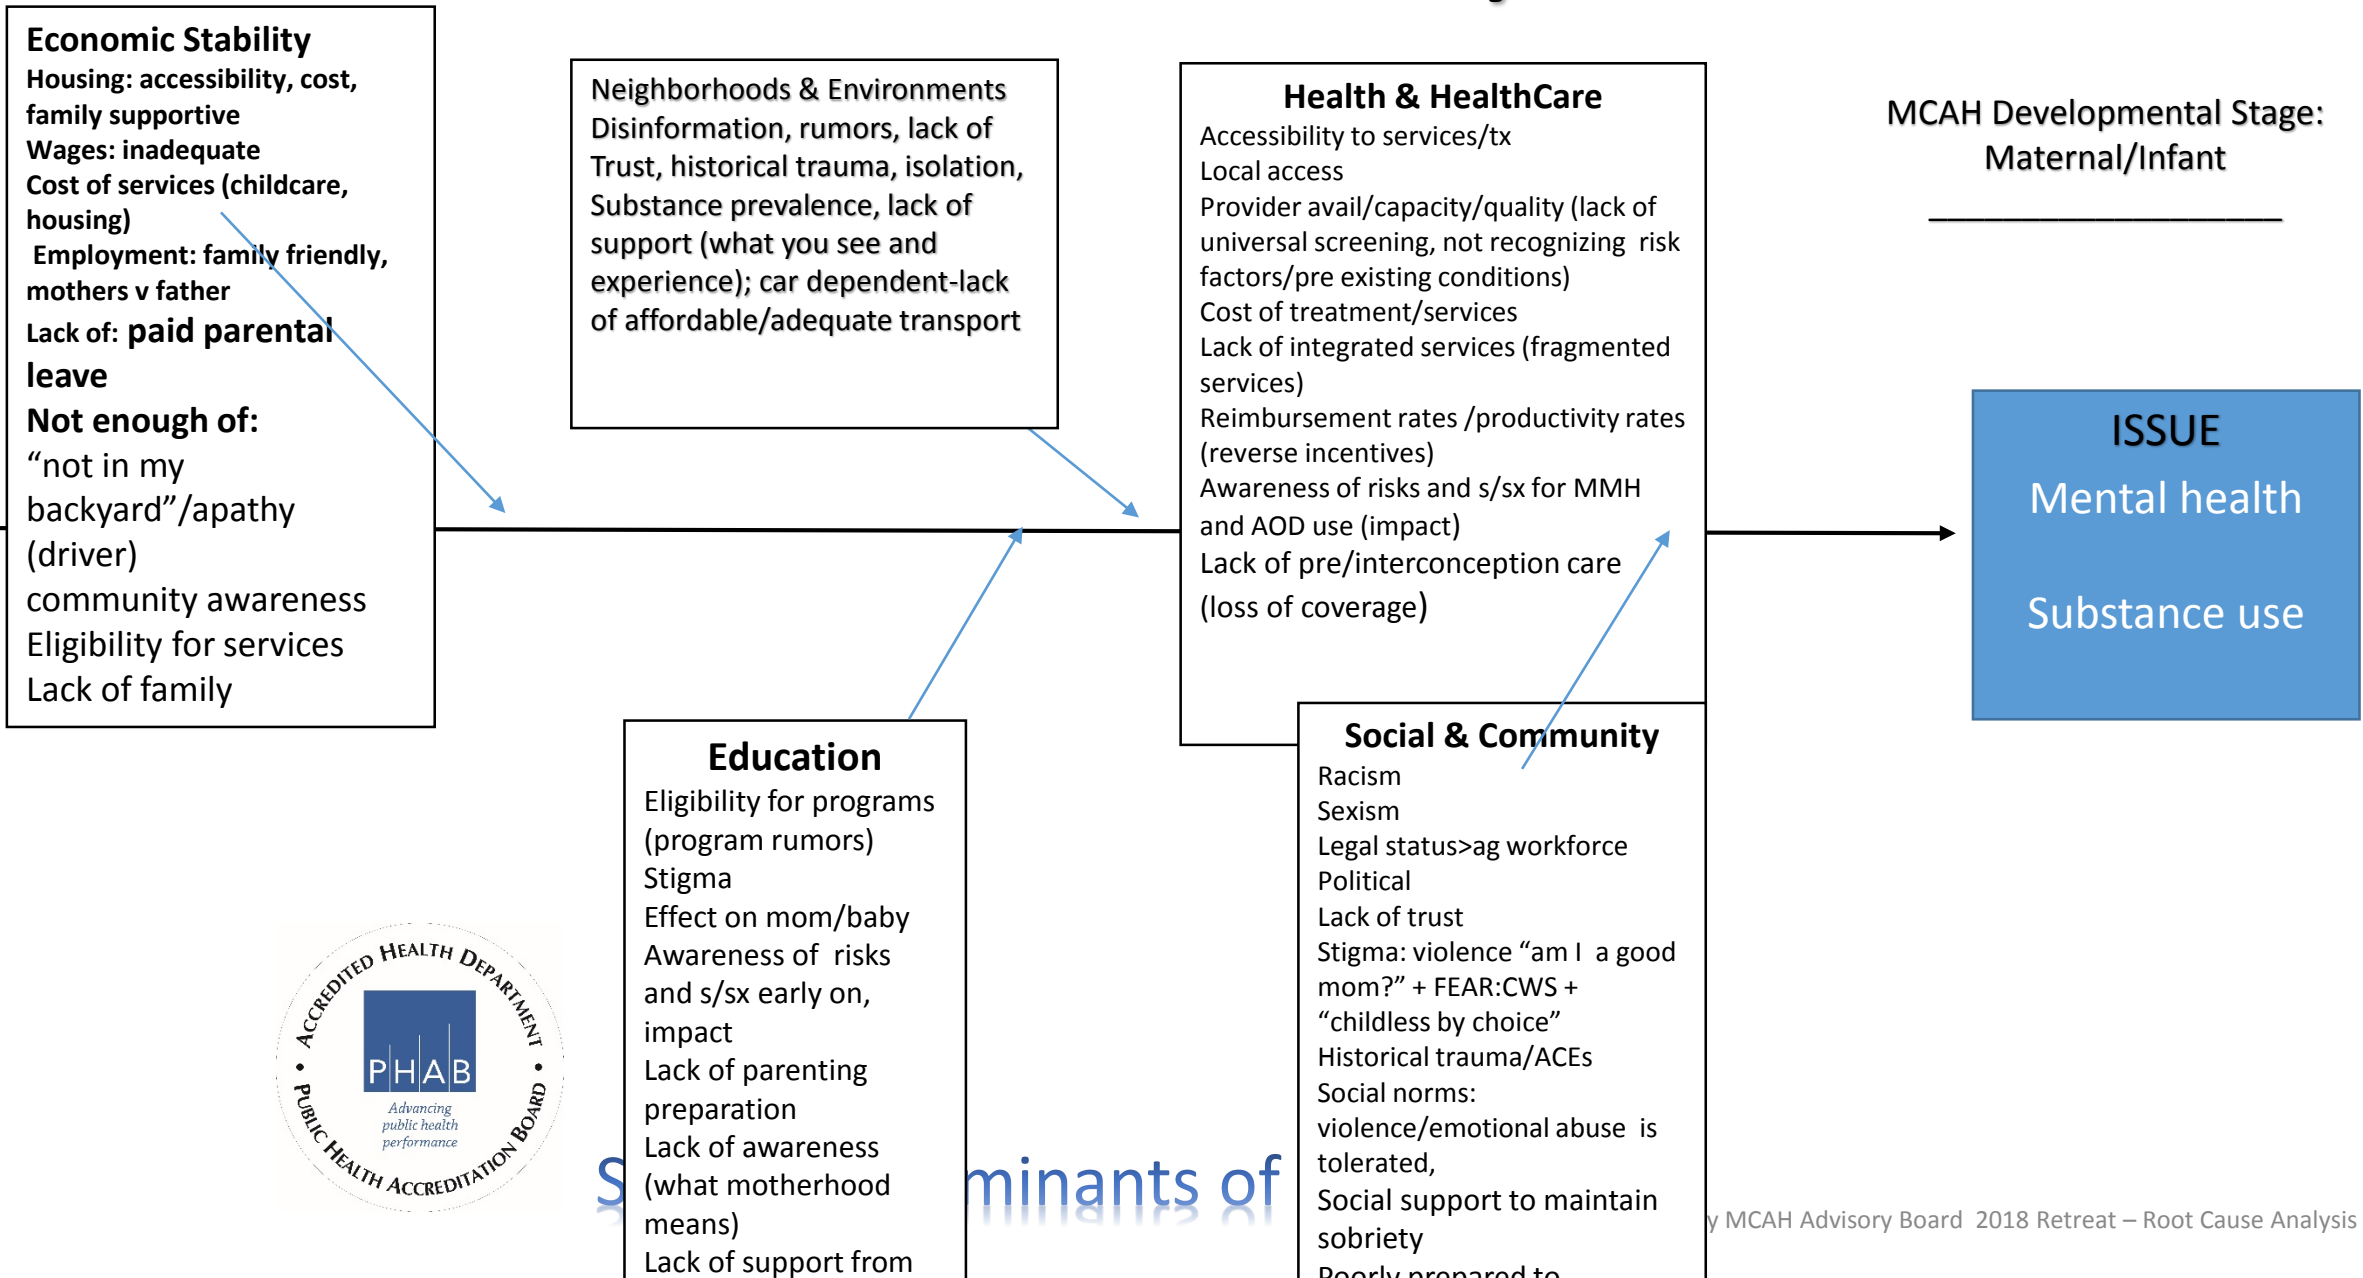 Economic Stability
Housing: accessibility, cost,
family supportive
Wages: inadequate
Cost of services (childcare,
housing)
Employment: family friendly,
mothers v father
Lack of: paid parental
leave
Not enough of:
“not in my
backyard”/apathy
(driver)
community awareness
Eligibility for services
Lack of family
Neighborhoods & Environments
Disinformation, rumors, lack of
Trust, historical trauma, isolation,
Substance prevalence, lack of
support (what you see and
experience); car dependent-lack
of affordable/adequate transport
Health & HealthCare
Accessibility to services/tx
Local access
Provider avail/capacity/quality (lack of
universal screening, not recognizing risk
factors/pre existing conditions)
Cost of treatment/services
Lack of integrated services (fragmented
services)
Reimbursement rates /productivity rates
(reverse incentives)
Awareness of risks and s/sx for MMH
and AOD use (impact)
Lack of pre/interconception care
(loss of coverage)
MCAH Developmental Stage:
Maternal/Infant
ISSUE
Mental health
Substance use
Education
Eligibility for programs
(program rumors)
Stigma
Effect on mom/baby
Awareness of risks
and s/sx early on,
impact
Lack of parenting
preparation
Lack of awareness
(what motherhood
means)
Lack of support from
Social & Community
Racism
Sexism
Legal status>ag workforce
Political
Lack of trust
Stigma: violence “am I a good
mom?” + FEAR:CWS +
“childless by choice”
Historical trauma/ACEs
Social norms:
violence/emotional abuse is
tolerated,
Social support to maintain
sobriety
Poorly prepared to
ACCREDITED HEALTH DEPARTMENT
PHAB
Advancing
public health
performance
PUBLIC HEALTH ACCREDITATION BOARD
S minants of
y MCAH Advisory Board 2018 Retreat – Root Cause Analysis